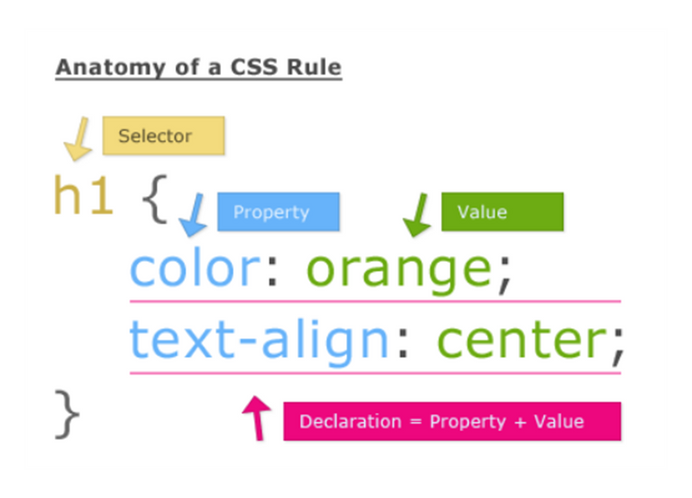 Anatomy of a CSS Rule
Selector
h1 {
Property
Value
color: orange;
text-align: center;
}
Declaration = Property + Value